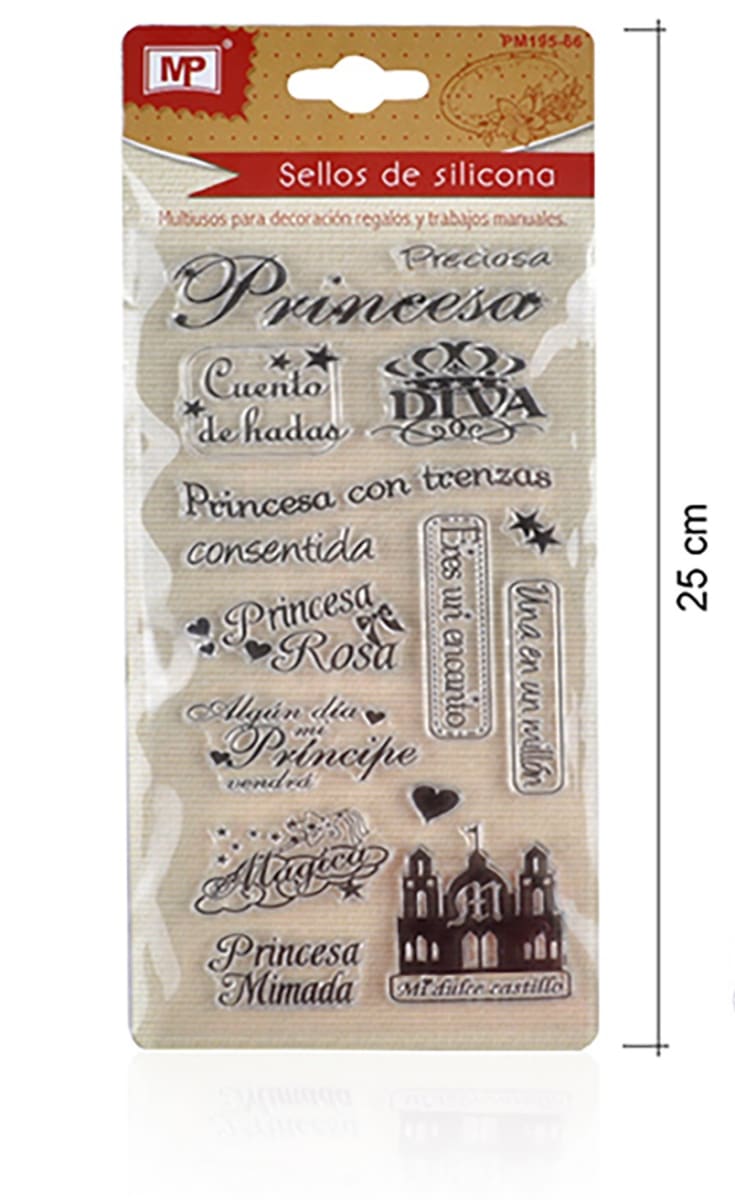 MP®
PM195-66
Sellos de silicona
Multiusos para decoración regalos y trabajos manuales.
Preciosa
Princesa
Cuento
de hadas
DIVA
Princesa con trenzas
consentida
Eres un encanto
Una en un millón
Princesa
Rosa
Algún día
mi
Príncipe
vendrá
Mágica
M
Mi dulce castillo
Princesa
Mimada
25 cm